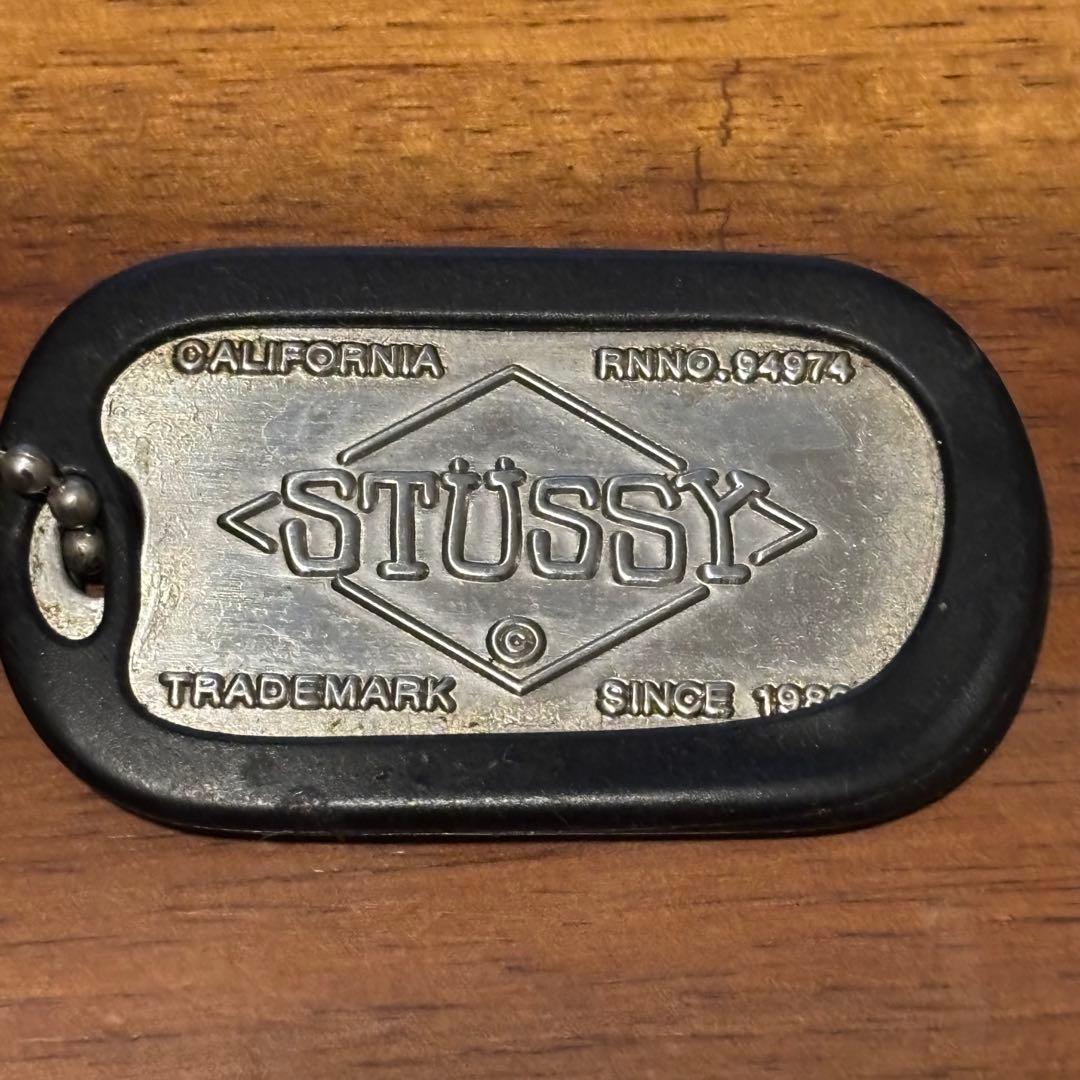 CALIFORNIA RNNO.94974
STÜSSY
©
TRADEMARK SINCE